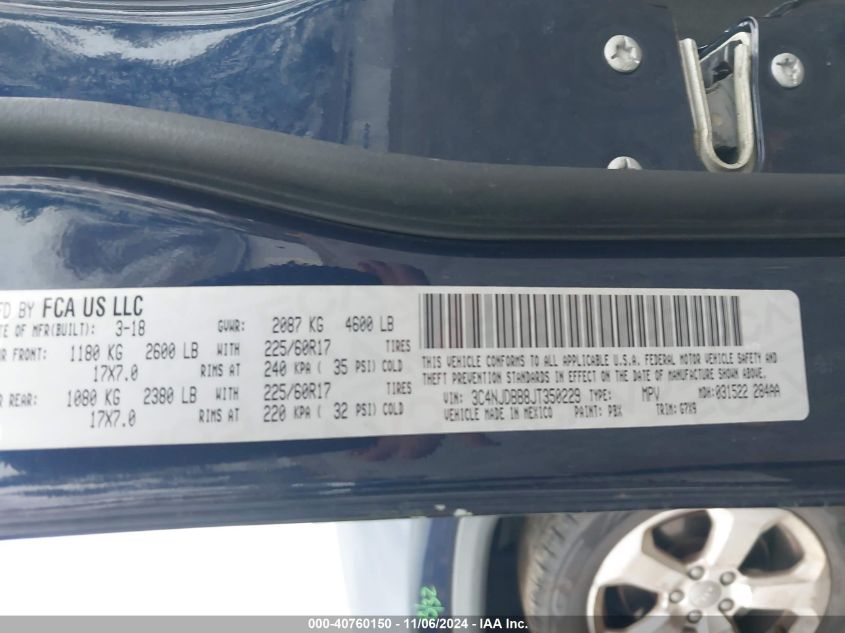 FD BY FCA US LLC
ATE OF MFR(BUILT): 3-18 GVWR: 2087 KG 4600 LB
R FRONT: 1180 KG 2600 LB WITH 225/60R17 TIRES
17X7.0 RIMS AT 240 KPA ( 35 PSI) COLD
REAR: 1080 KG 2380 LB WITH 225/60R17 TIRES
17X7.0 RIMS AT 220 KPA ( 32 PSI) COLD
THIS VEHICLE CONFORMS TO ALL APPLICABLE U.S.A. FEDERAL MOTOR VEHICLE SAFETY AND
THEFT PREVENTION STANDARDS IN EFFECT ON THE DATE OF MANUFACTURE SHOWN ABOVE.
VIN: 3C4NJDBB8JT350229 TYPE: MPV MDH: 031522 284AA
VEHICLE MADE IN MEXICO PAINT: PBX TRIM: G7X9
000-40760150 - 11/06/2024 - IAA Inc.